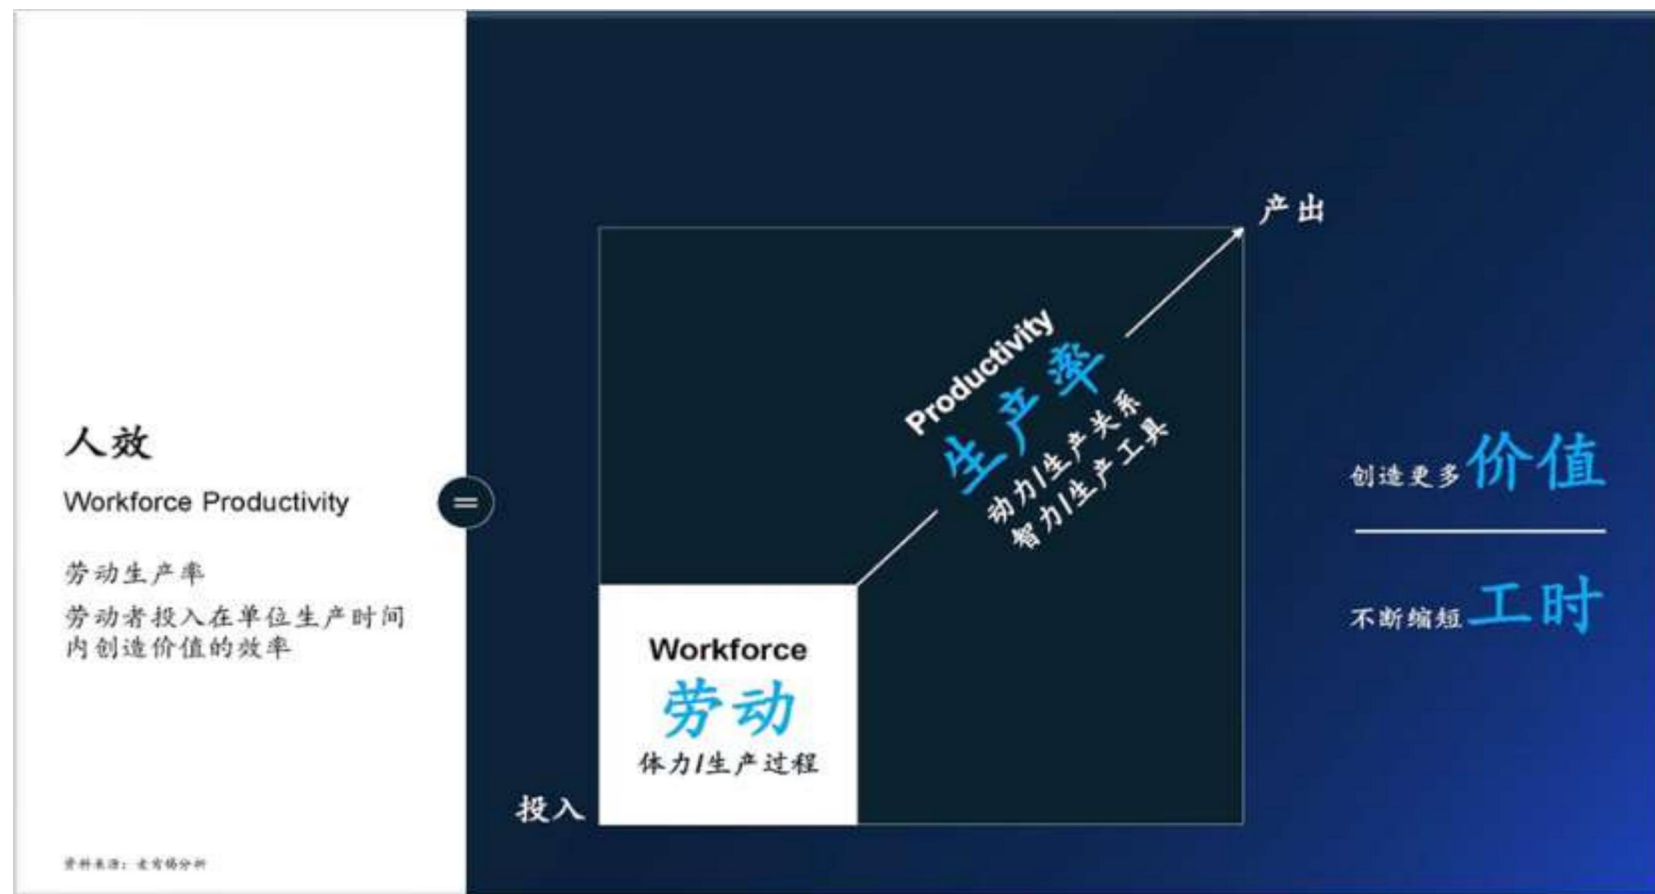 人效
Workforce Productivity
劳动生产率
劳动者投入在单位生产时间
内创造价值的效率
资料来源：麦肯锡分析
=
产出
Productivity
生产率
动力/生产关系
智力/生产工具
Workforce
劳动
体力/生产过程
投入
创造更多价值
不断缩短工时